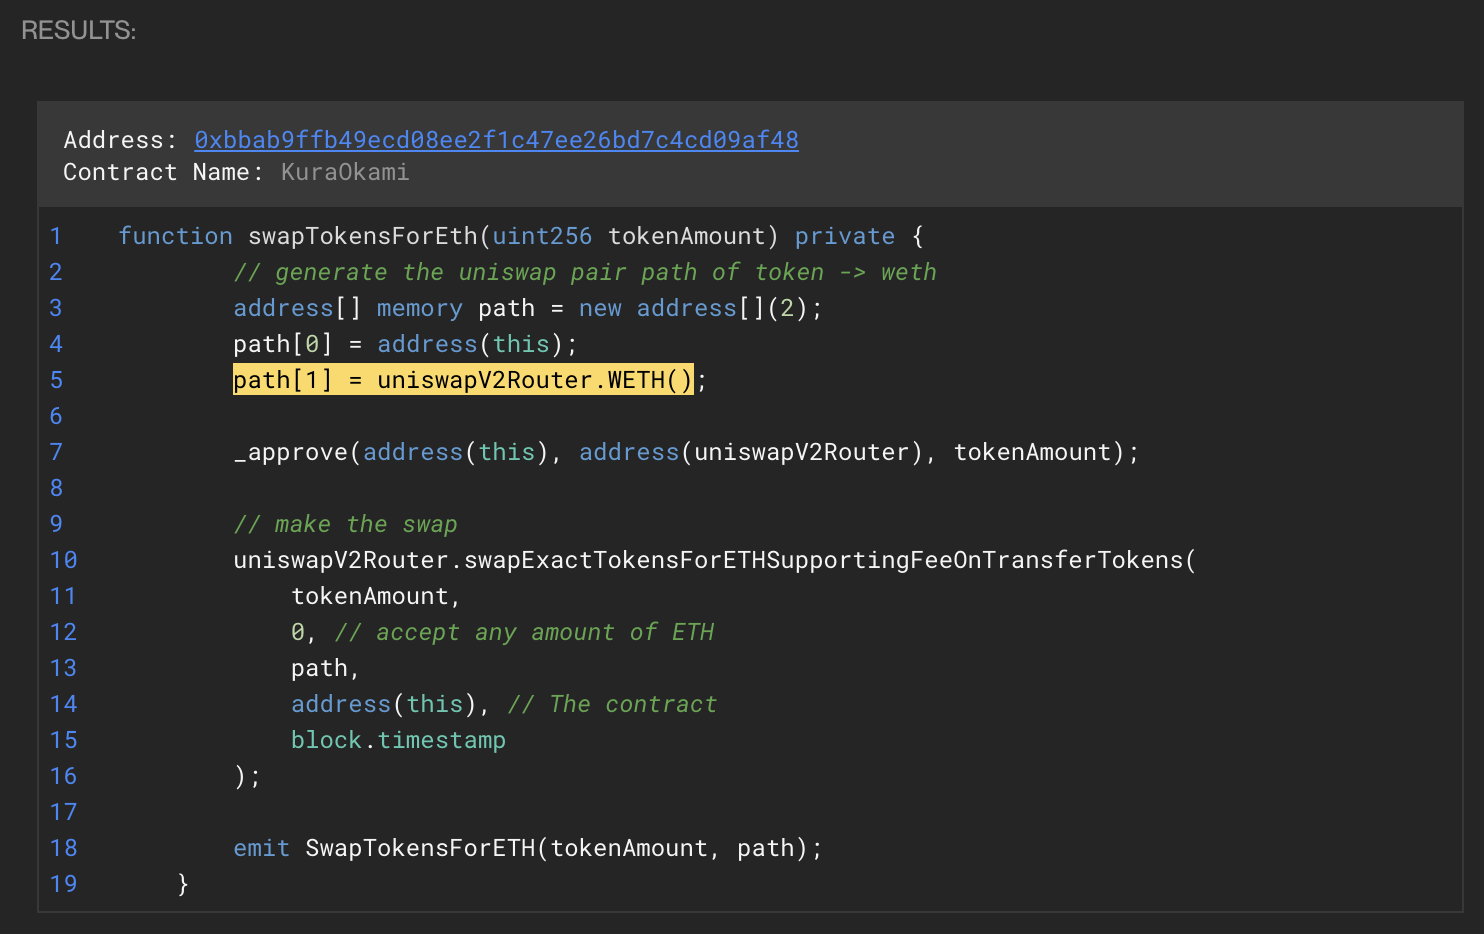 RESULTS:
Address: 0xbbab9ffb49ecd08ee2f1c47ee26bd7c4cd09af48
Contract Name: KuraOkami
1 function swapTokensForEth(uint256 tokenAmount) private {
2 // generate the uniswap pair path of token -> weth
3 address[] memory path = new address[](2);
4 path[0] = address(this);
5 path[1] = uniswapV2Router.WETH();
6
7 _approve(address(this), address(uniswapV2Router), tokenAmount);
8
9 // make the swap
10 uniswapV2Router.swapExactTokensForETHSupportingFeeOnTransferTokens(
11 tokenAmount,
12 0, // accept any amount of ETH
13 path,
14 address(this), // The contract
15 block.timestamp
16 );
17
18 emit SwapTokensForETH(tokenAmount, path);
19 }